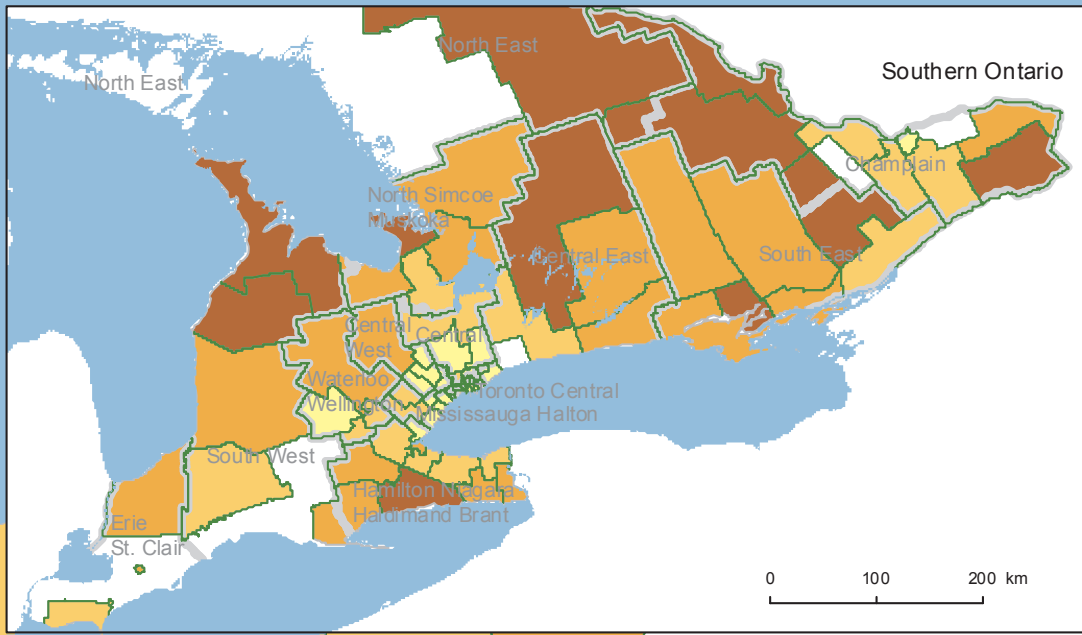 North East
Southern Ontario
North East
Champlain
North Simcoe
Muskoka
Central East
South East
Central
West
Central
Waterloo
Wellington
Toronto Central
Mississauga Halton
South West
Hamilton Niagara
Haldimand Brant
Erie
St. Clair
0 100 200 km